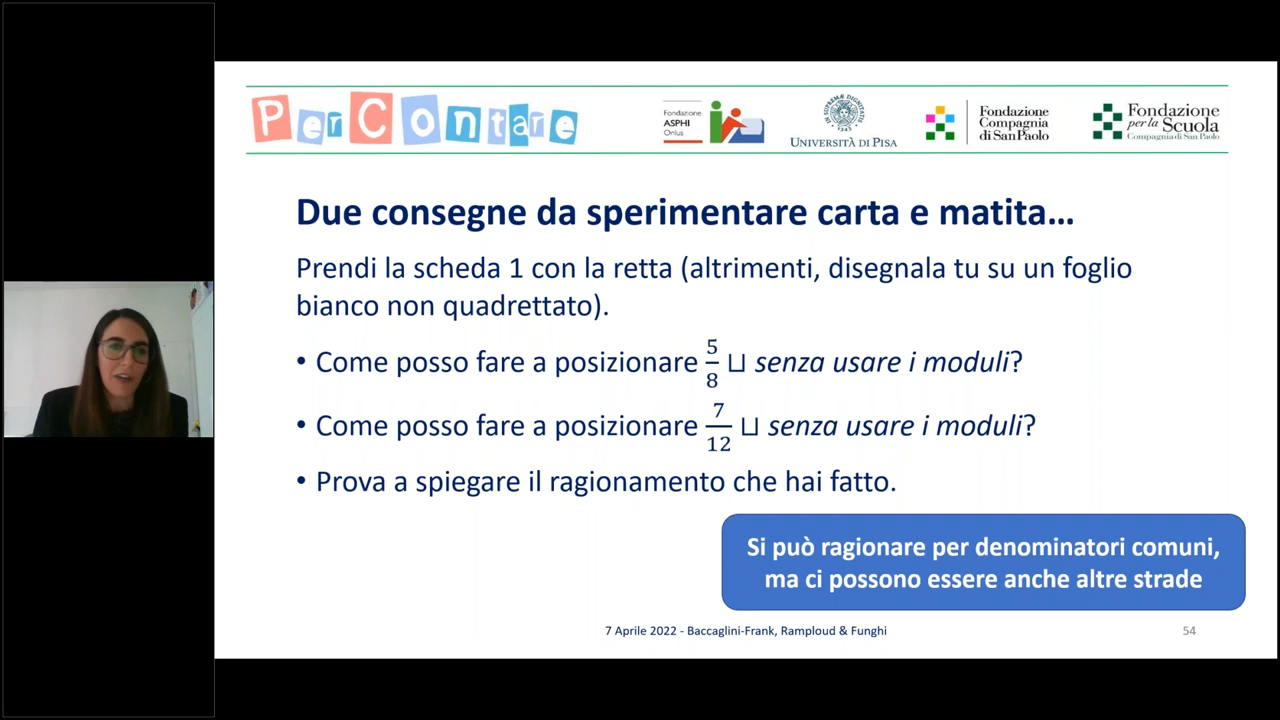 PerContare
Fondazione
ASPHI
Onlus
IN SUPREMÆ DIGNITATIS
1343
UNIVERSITÀ DI PISA
Fondazione
Compagnia
di San Paolo
Fondazione
per la Scuola
Compagnia di San Paolo
Due consegne da sperimentare carta e matita...
Prendi la scheda 1 con la retta (altrimenti, disegnala tu su un foglio
bianco non quadrettato).
• Come posso fare a posizionare 5/8 ⊔ senza usare i moduli?
• Come posso fare a posizionare 7/12 ⊔ senza usare i moduli?
• Prova a spiegare il ragionamento che hai fatto.
Si può ragionare per denominatori comuni,
ma ci possono essere anche altre strade
7 Aprile 2022 - Baccaglini-Frank, Ramploud & Funghi
54